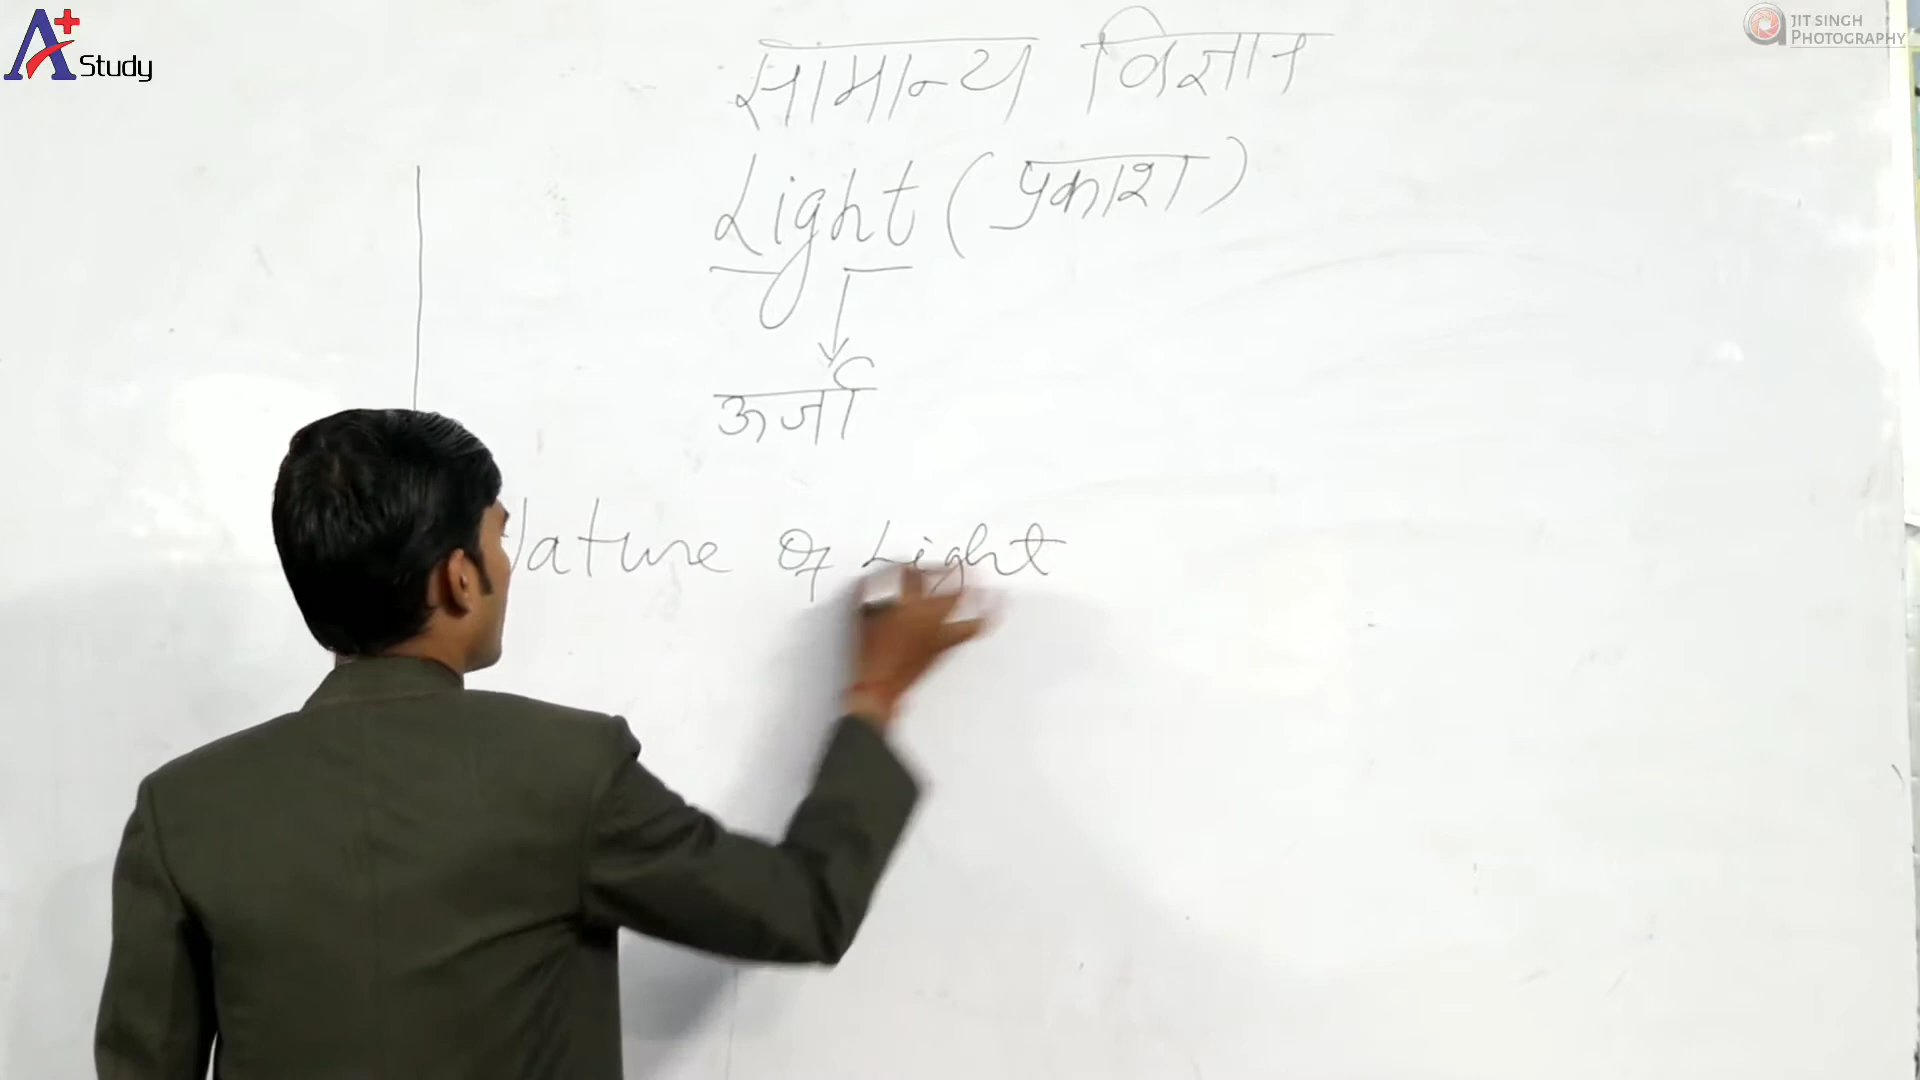 A+ Study
JIT SINGH
PHOTOGRAPHY
सामान्य विज्ञान
Light (प्रकाश)
ऊर्जा
Nature of Light